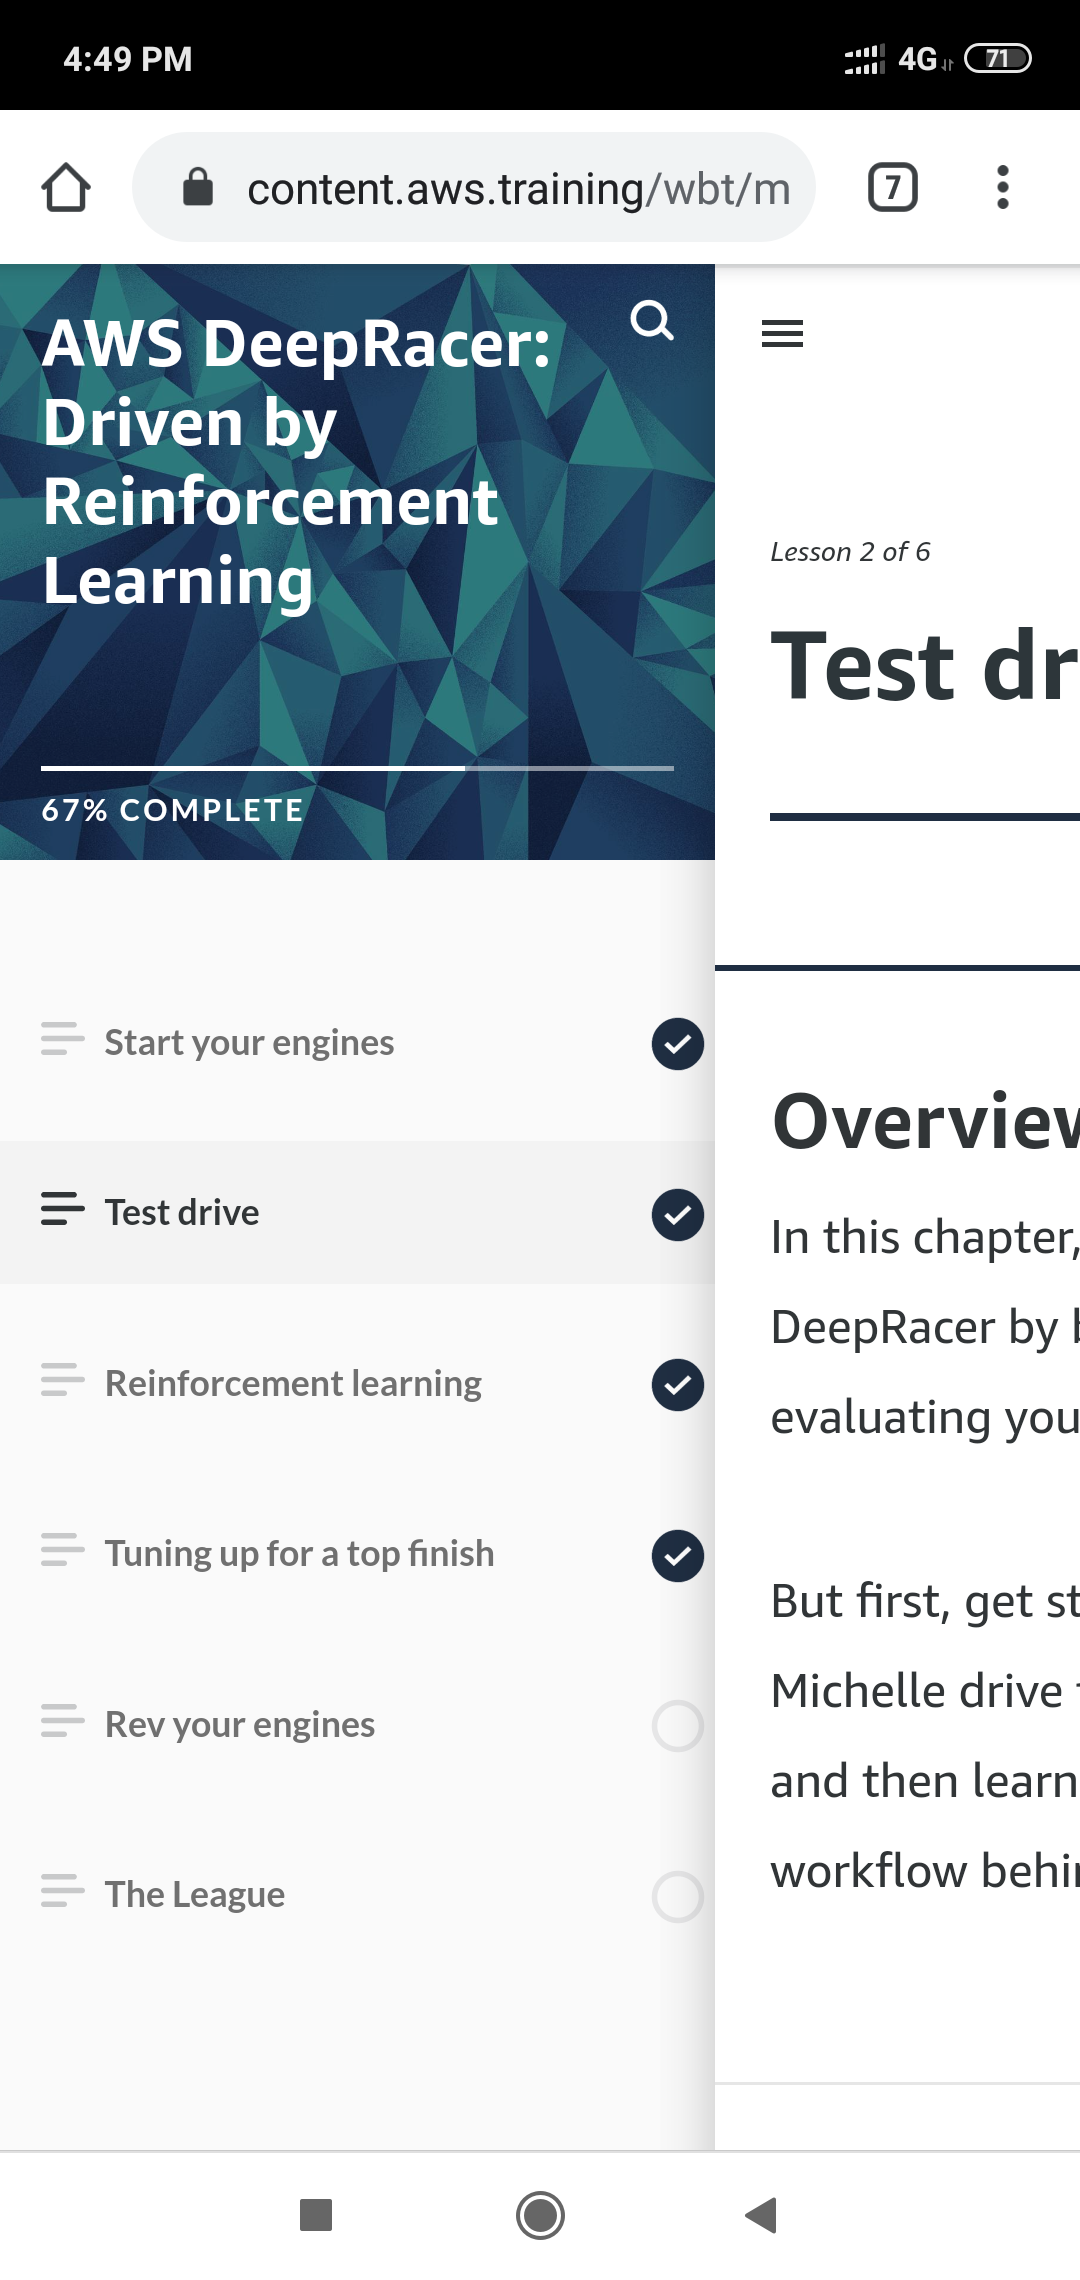 4:49 PM
4G
71
content.aws.training/wbt/m
7
AWS DeepRacer:
Driven by
Reinforcement
Learning
67% COMPLETE
Start your engines
Test drive
Reinforcement learning
Tuning up for a top finish
Rev your engines
The League
Lesson 2 of 6
Test dr
Overview
In this chapter,
DeepRacer by
evaluating you
But first, get st
Michelle drive
and then learn
workflow behin